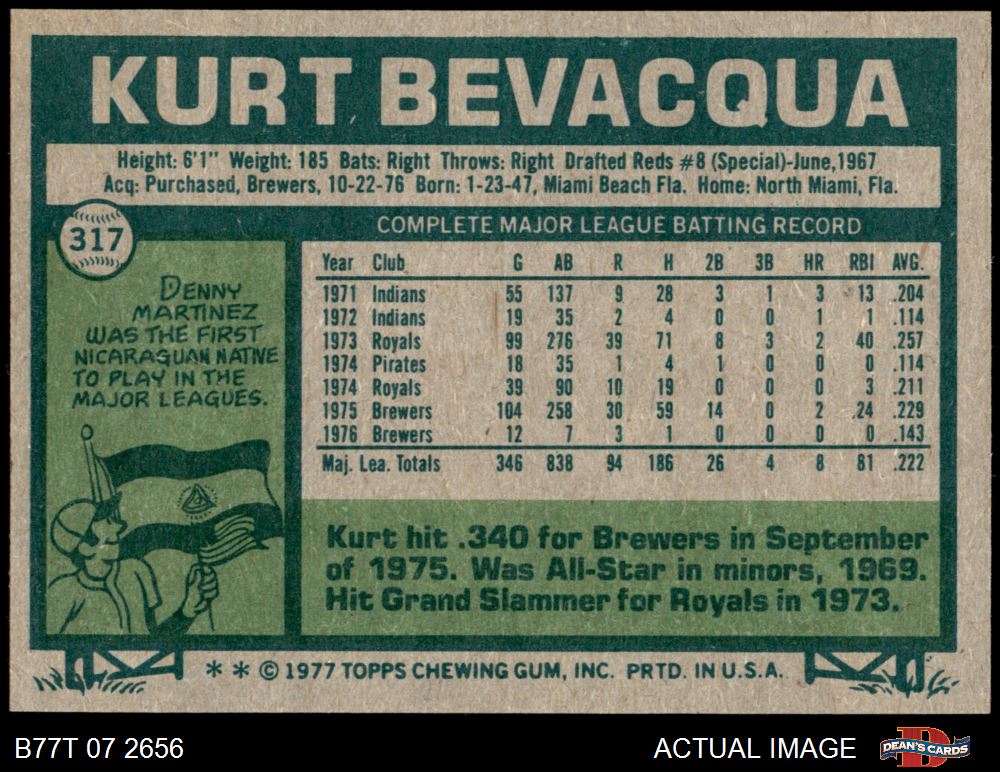 KURT BEVACQUA
Height: 6'1" Weight: 185 Bats: Right Throws: Right Drafted Reds #8 (Special)-June,1967
Acq: Purchased, Brewers, 10-22-76 Born: 1-23-47, Miami Beach Fla. Home: North Miami, Fla.
317
DENNY
MARTINEZ
WAS THE FIRST
NICARAGUAN NATIVE
TO PLAY IN THE
MAJOR LEAGUES.
COMPLETE MAJOR LEAGUE BATTING RECORD
Year Club G AB R H 2B 3B HR RBI AVG.
1971 Indians 55 137 9 28 3 1 3 13 .204
1972 Indians 19 35 2 4 0 0 1 1 .114
1973 Royals 99 276 39 71 8 3 2 40 .257
1974 Pirates 18 35 1 4 1 0 0 0 .114
1974 Royals 39 90 10 19 0 0 0 3 .211
1975 Brewers 104 258 30 59 14 0 2 24 .229
1976 Brewers 12 7 3 1 0 0 0 0 .143
Maj. Lea. Totals 346 838 94 186 26 4 8 81 .222
Kurt hit .340 for Brewers in September
of 1975. Was All-Star in minors, 1969.
Hit Grand Slammer for Royals in 1973.
* * © 1977 TOPPS CHEWING GUM, INC. PRTD. IN U.S.A.
B77T 07 2656 ACTUAL IMAGE DEAN'S CARDS